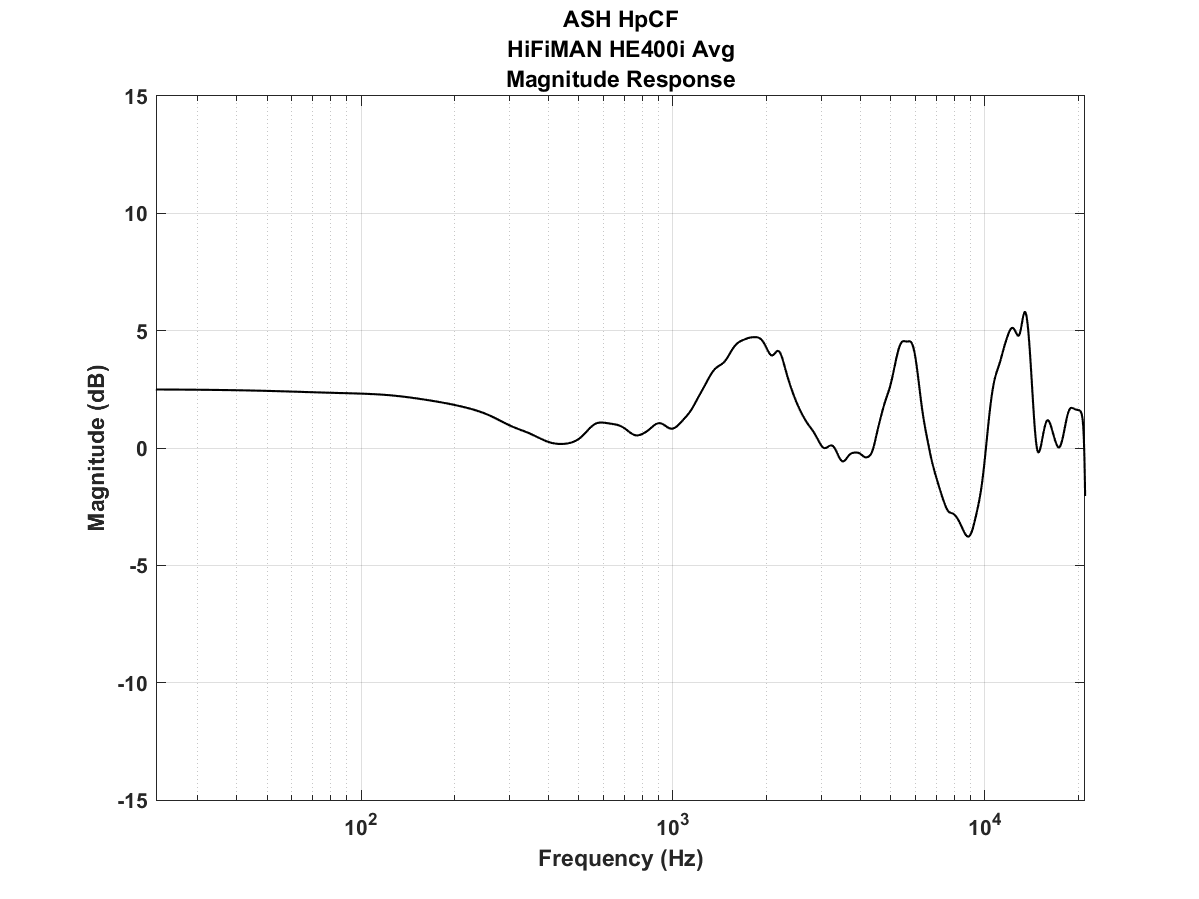 ASH HpCF
HiFiMAN HE400i Avg
Magnitude Response
15
10
5
0
-5
-10
-15
Magnitude (dB)
10² 10³ 10⁴
Frequency (Hz)